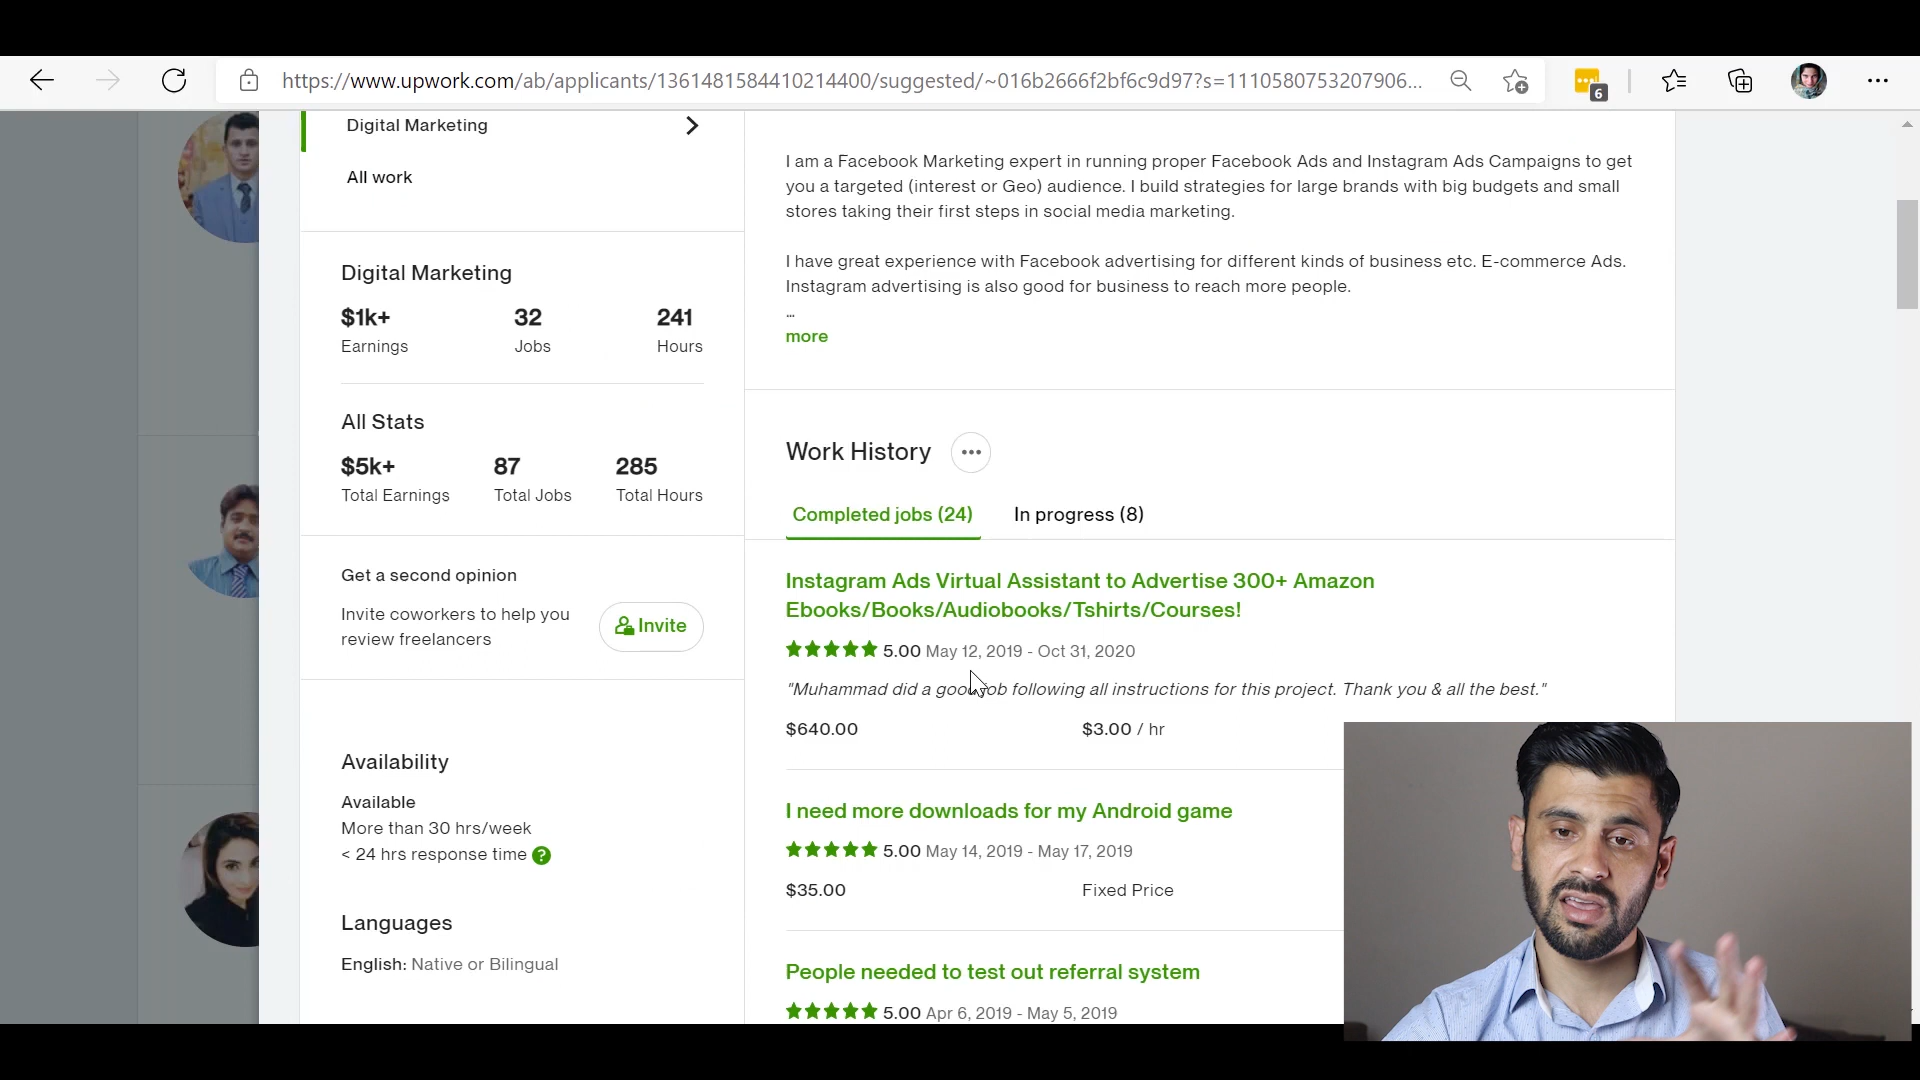 https://www.upwork.com/ab/applicants/1361481584410214400/suggested/~016b2666f2bf6c9d97?s=1110580753207906...
6
Digital Marketing
All work
Digital Marketing
$1k+ 32 241
Earnings Jobs Hours
All Stats
$5k+ 87 285
Total Earnings Total Jobs Total Hours
Get a second opinion
Invite coworkers to help you
review freelancers
Invite
Availability
Available
More than 30 hrs/week
< 24 hrs response time ?
Languages
English: Native or Bilingual
I am a Facebook Marketing expert in running proper Facebook Ads and Instagram Ads Campaigns to get
you a targeted (interest or Geo) audience. I build strategies for large brands with big budgets and small
stores taking their first steps in social media marketing.
I have great experience with Facebook advertising for different kinds of business etc. E-commerce Ads.
Instagram advertising is also good for business to reach more people.
...
more
Work History
Completed jobs (24) In progress (8)
Instagram Ads Virtual Assistant to Advertise 300+ Amazon
Ebooks/Books/Audiobooks/Tshirts/Courses!
5.00 May 12, 2019 - Oct 31, 2020
"Muhammad did a good job following all instructions for this project. Thank you & all the best."
$640.00 $3.00 / hr
I need more downloads for my Android game
5.00 May 14, 2019 - May 17, 2019
$35.00 Fixed Price
People needed to test out referral system
5.00 Apr 6, 2019 - May 5, 2019